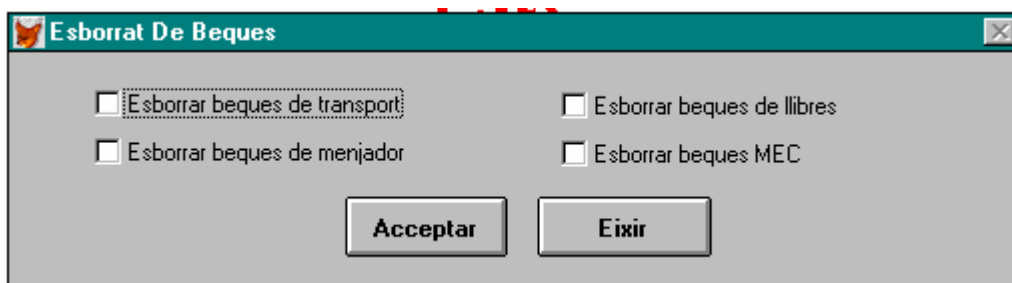 Esborrat De Beques
Esborrar beques de transport
Esborrar beques de llibres
Esborrar beques de menjador
Esborrar beques MEC
Acceptar
Eixir